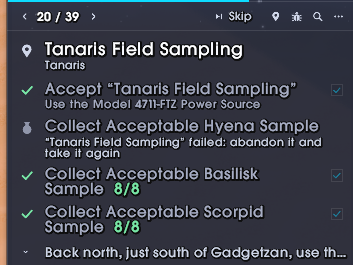 20 / 39
Skip
Tanaris Field Sampling
Tanaris
Accept “Tanaris Field Sampling”
Use the Model 4711-FTZ Power Source
Collect Acceptable Hyena Sample
“Tanaris Field Sampling” failed: abandon it and
take it again
Collect Acceptable Basilisk
Sample 8/8
Collect Acceptable Scorpid
Sample 8/8
Back north, just south of Gadgetzan, use th...